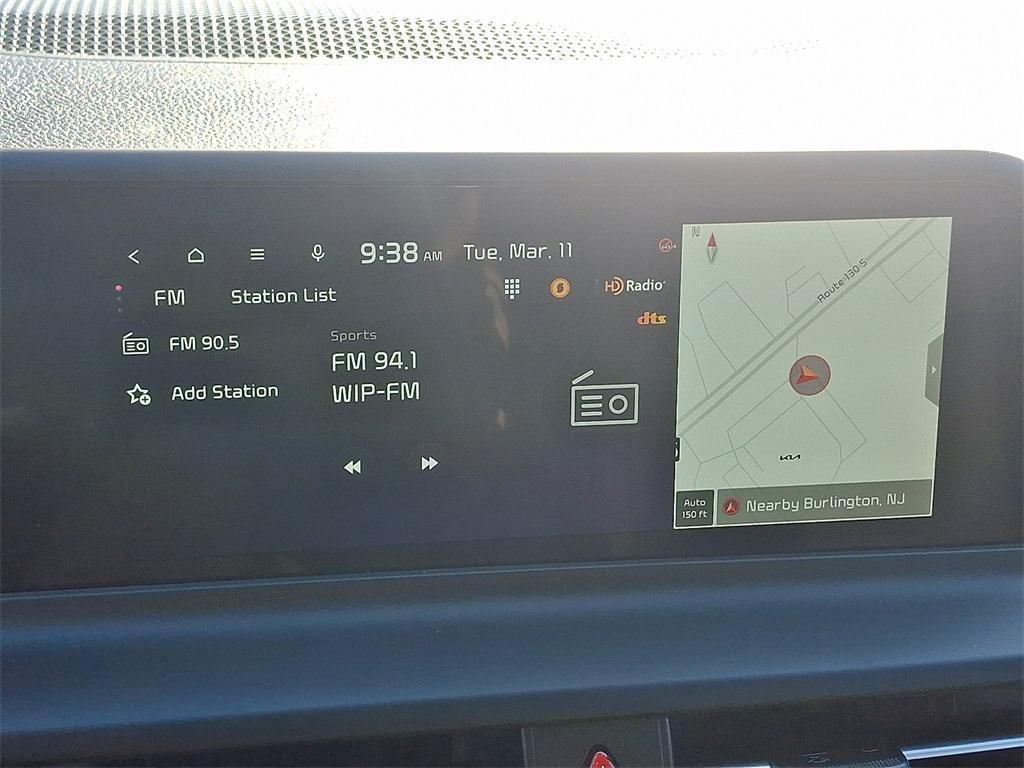 9:38 AM Tue, Mar. 11
FM Station List
HD Radio
dts
FM 90.5
Add Station
Sports
FM 94.1
WIP-FM
N
Route 130 S
KIA
Auto
150 ft
Nearby Burlington, NJ